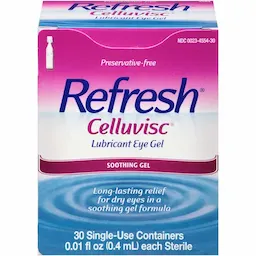 NDC 0023-4554-30
Preservative-free
Refresh®
Celluvisc®
Lubricant Eye Gel
SOOTHING GEL
Long-lasting relief
for dry eyes in a
soothing gel formula
30 Single-Use Containers
0.01 fl oz (0.4 mL) each Sterile